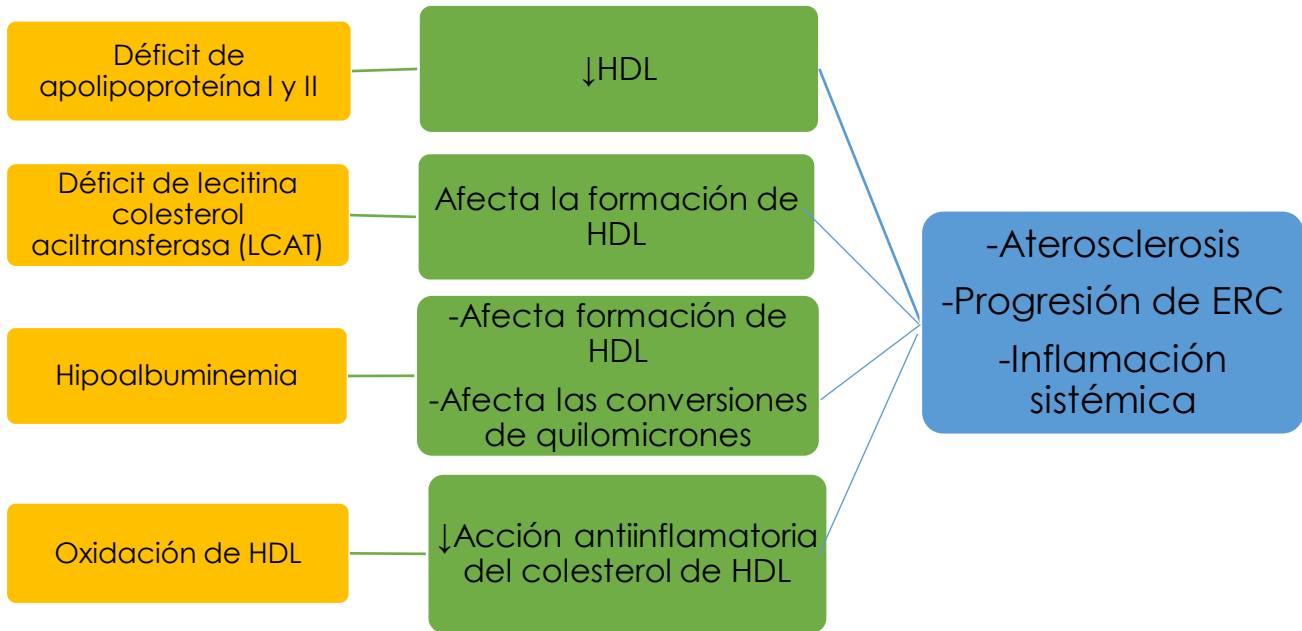 Déficit de
apolipoproteína I y II
↓HDL
Déficit de lecitina
colesterol
aciltransferasa (LCAT)
Afecta la formación de
HDL
Hipoalbuminemia
-Afecta formación de
HDL
-Afecta las conversiones
de quilomicrones
Oxidación de HDL
↓Acción antiinflamatoria
del colesterol de HDL
-Aterosclerosis
-Progresión de ERC
-Inflamación
sistémica